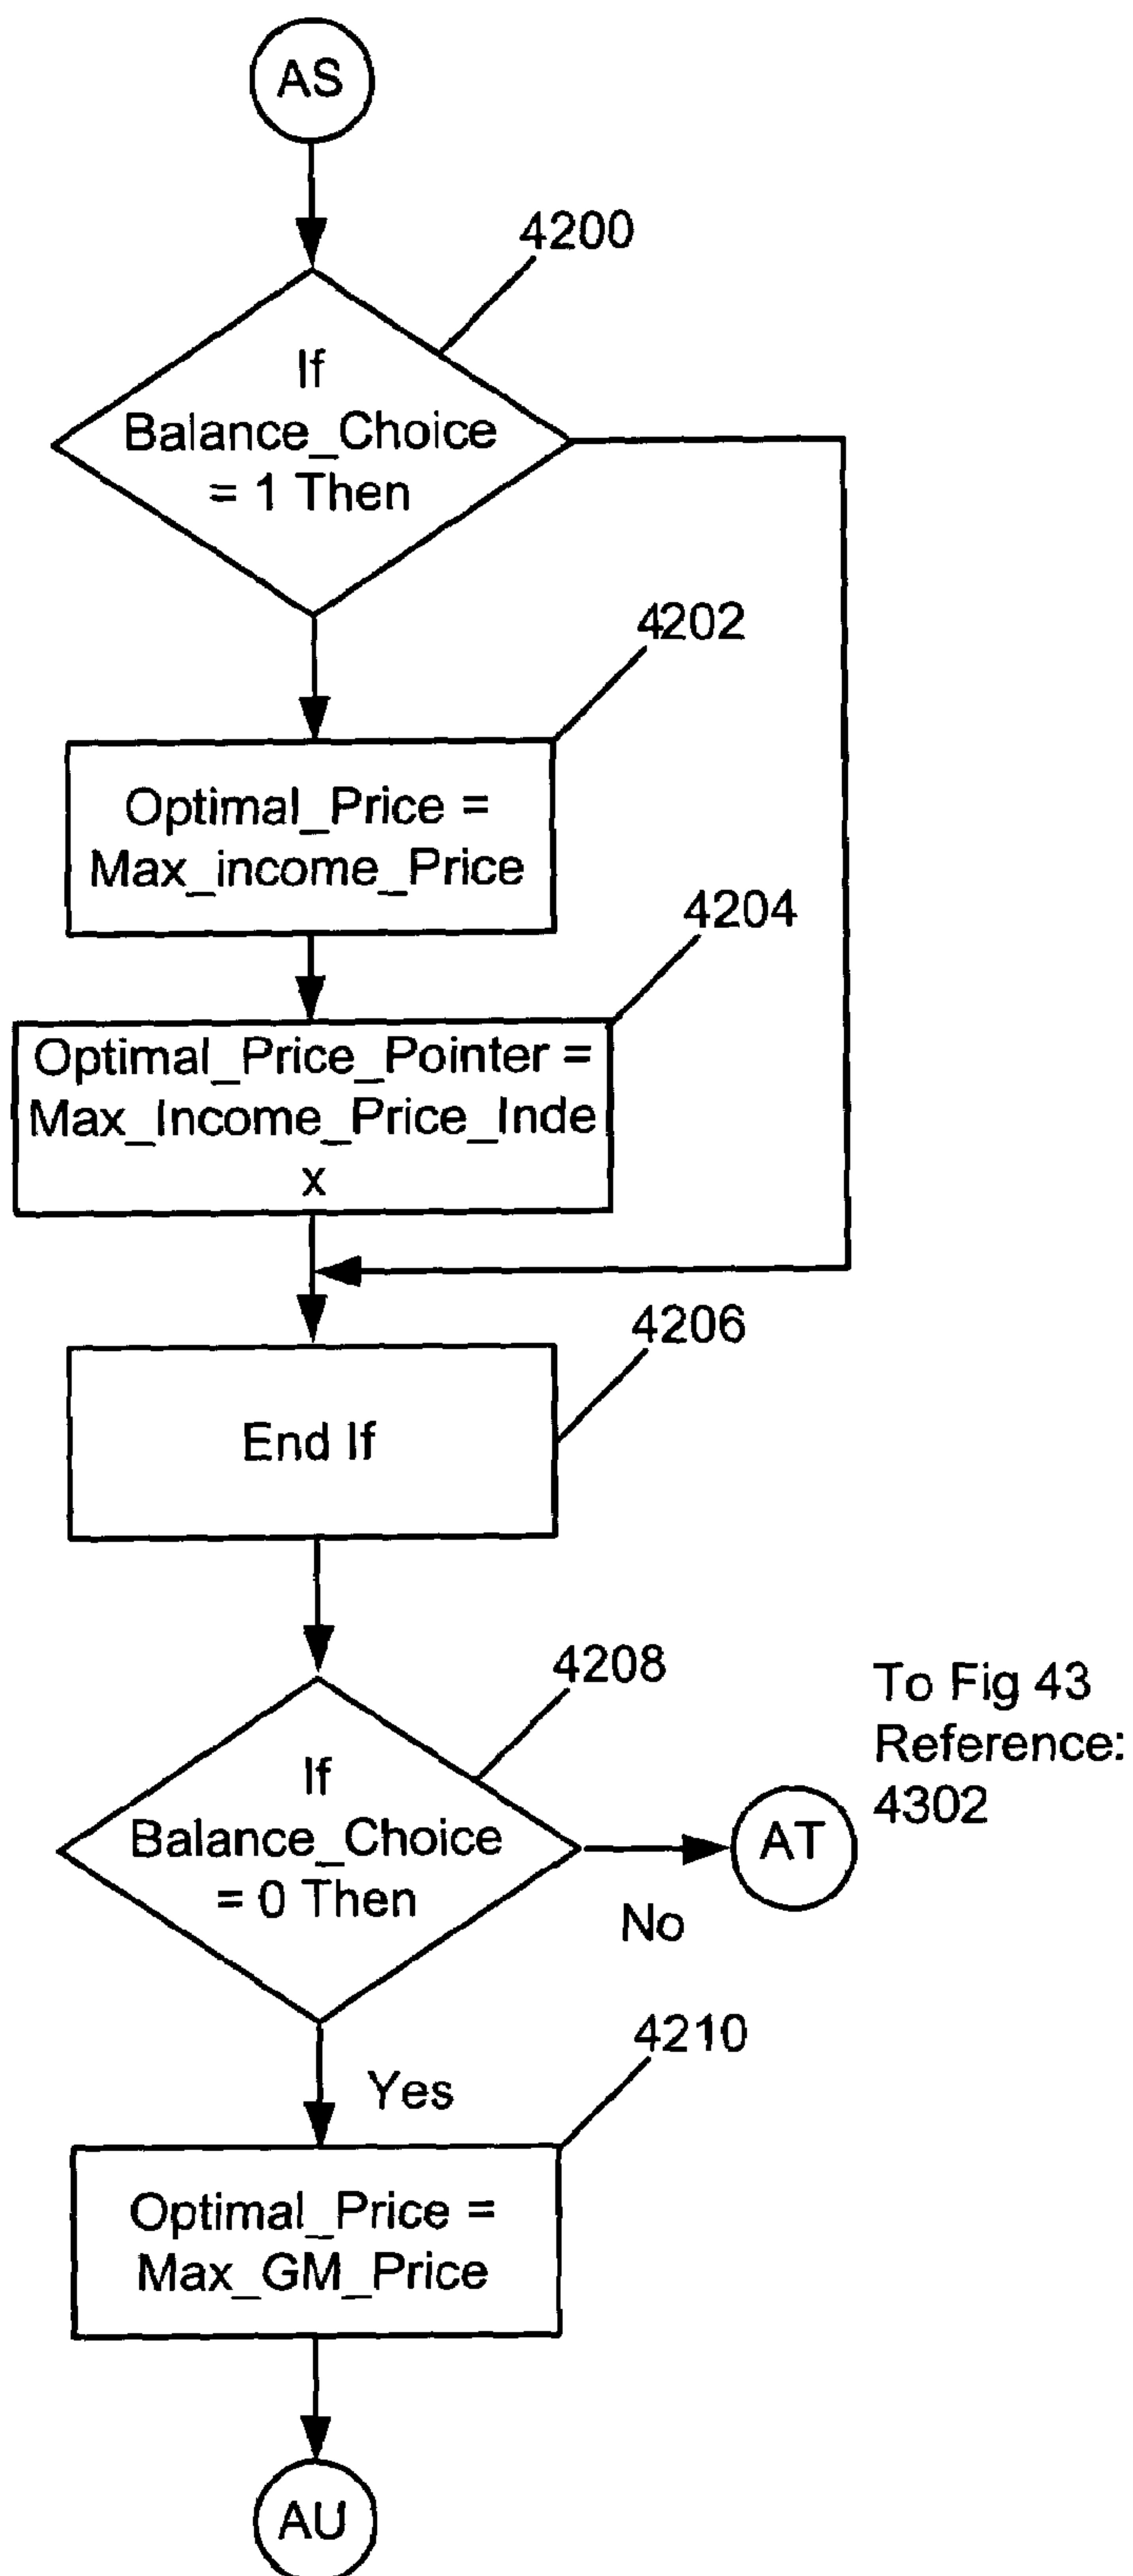 AS
4200
If
Balance_Choice
= 1 Then
4202
Optimal_Price =
Max_income_Price
4204
Optimal_Price_Pointer =
Max_Income_Price_Inde
x
4206
End If
4208
To Fig 43
Reference:
4302
If
Balance_Choice
= 0 Then
AT
No
4210
Yes
Optimal_Price =
Max_GM_Price
AU